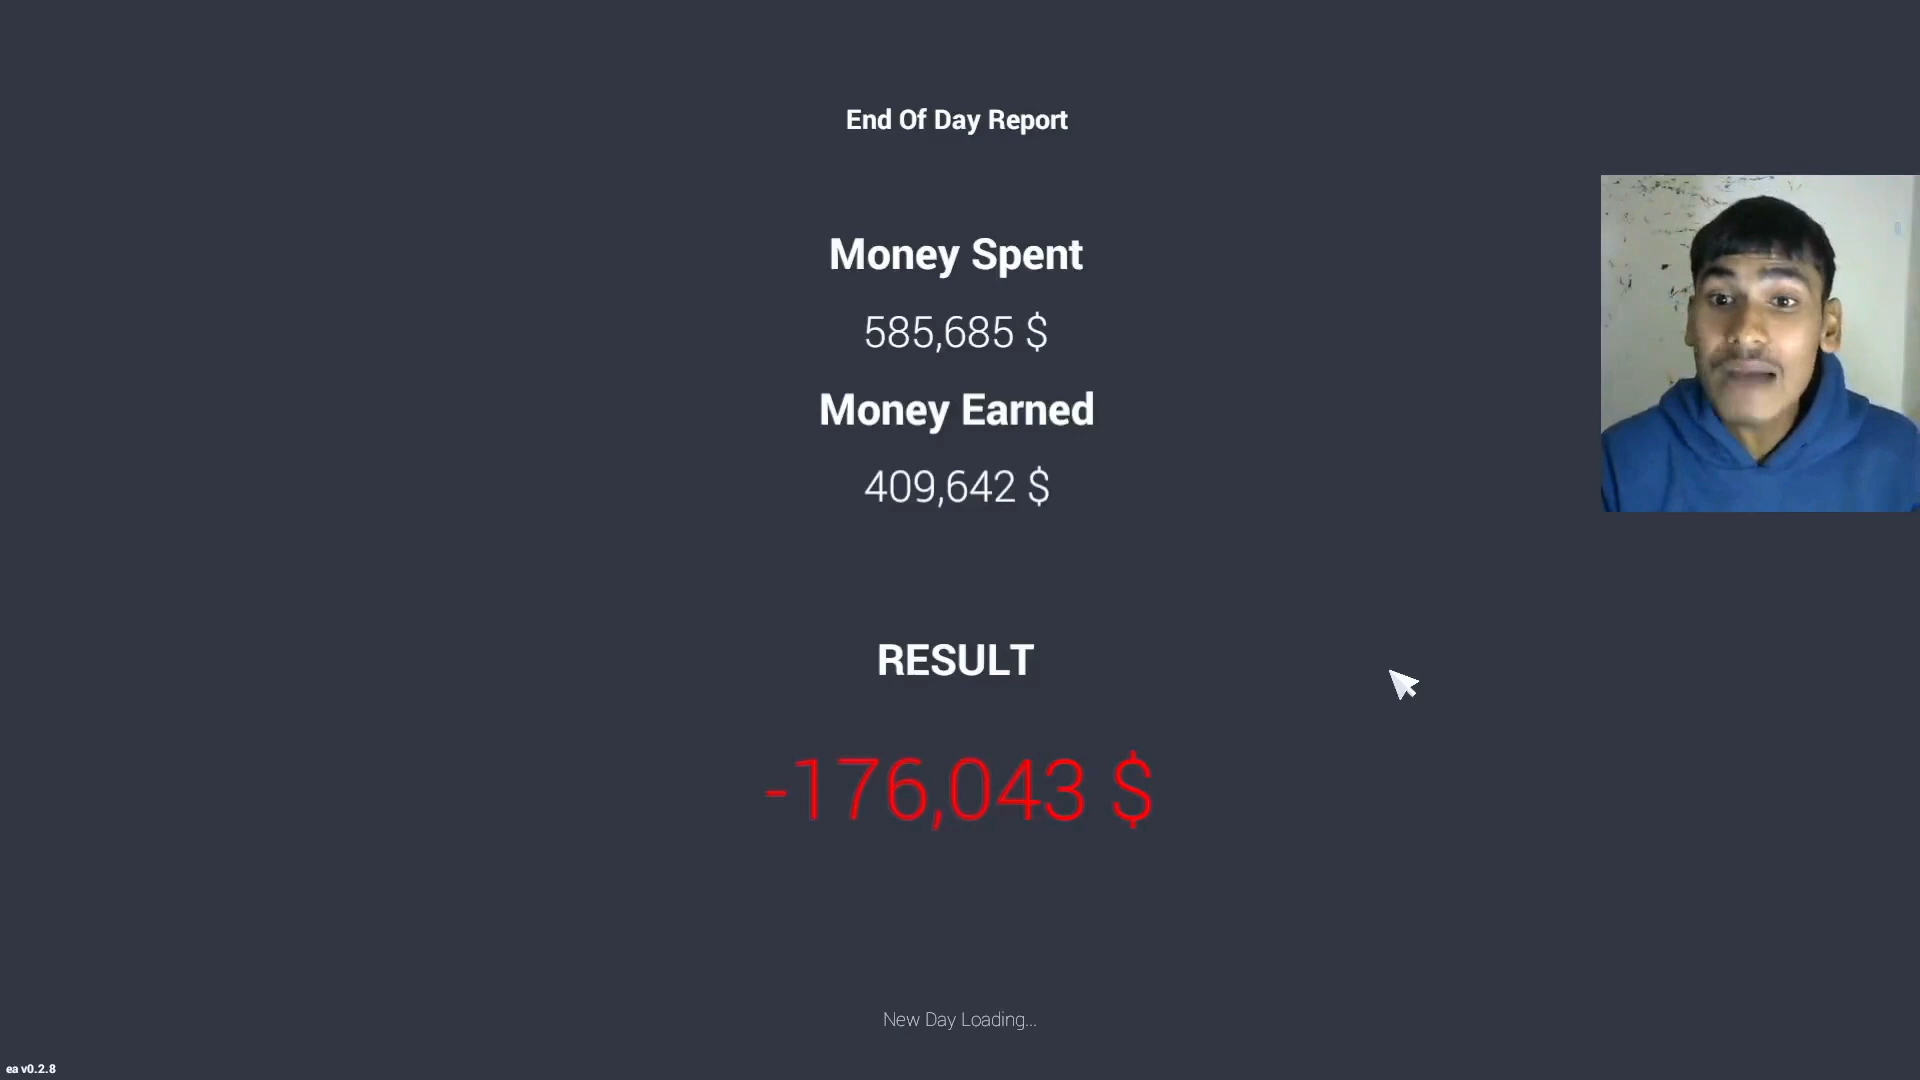 End Of Day Report
Money Spent
585,685 $
Money Earned
409,642 $
RESULT
-176,043 $
New Day Loading...
ea v0.2.8